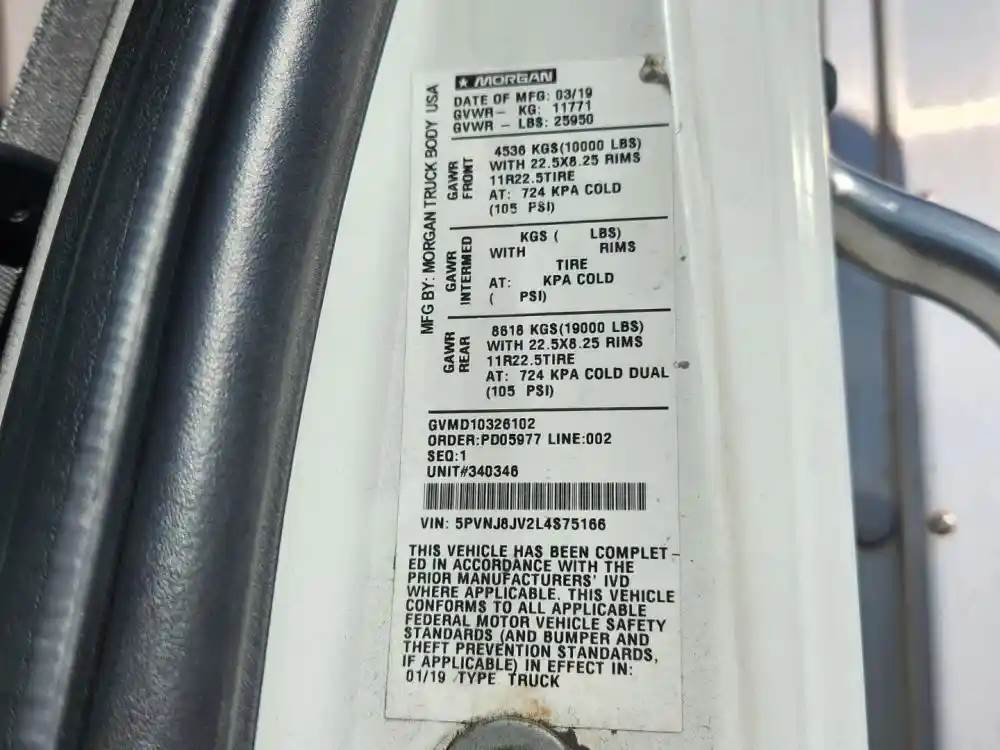 MORGAN
DATE OF MFG: 03/19
GVWR- KG: 11771
GVWR - LBS: 25950
MFG BY: MORGAN TRUCK BODY USA
GAWR FRONT
4536 KGS(10000 LBS)
WITH 22.5X8.25 RIMS
11R22.5TIRE
AT: 724 KPA COLD
(105 PSI)
GAWR INTERMED
KGS ( LBS)
WITH RIMS
TIRE
AT: KPA COLD
( PSI)
GAWR REAR
8618 KGS(19000 LBS)
WITH 22.5X8.25 RIMS
11R22.5TIRE
AT: 724 KPA COLD DUAL
(105 PSI)
GVMD10326102
ORDER:PD05977 LINE:002
SEQ:1
UNIT#340346
VIN: 5PVNJ8JV2L4S75166
THIS VEHICLE HAS BEEN COMPLET-
ED IN ACCORDANCE WITH THE
PRIOR MANUFACTURERS' IVD
WHERE APPLICABLE. THIS VEHICLE
CONFORMS TO ALL APPLICABLE
FEDERAL MOTOR VEHICLE SAFETY
STANDARDS (AND BUMPER AND
THEFT PREVENTION STANDARDS,
IF APPLICABLE) IN EFFECT IN:
01/19 TYPE TRUCK